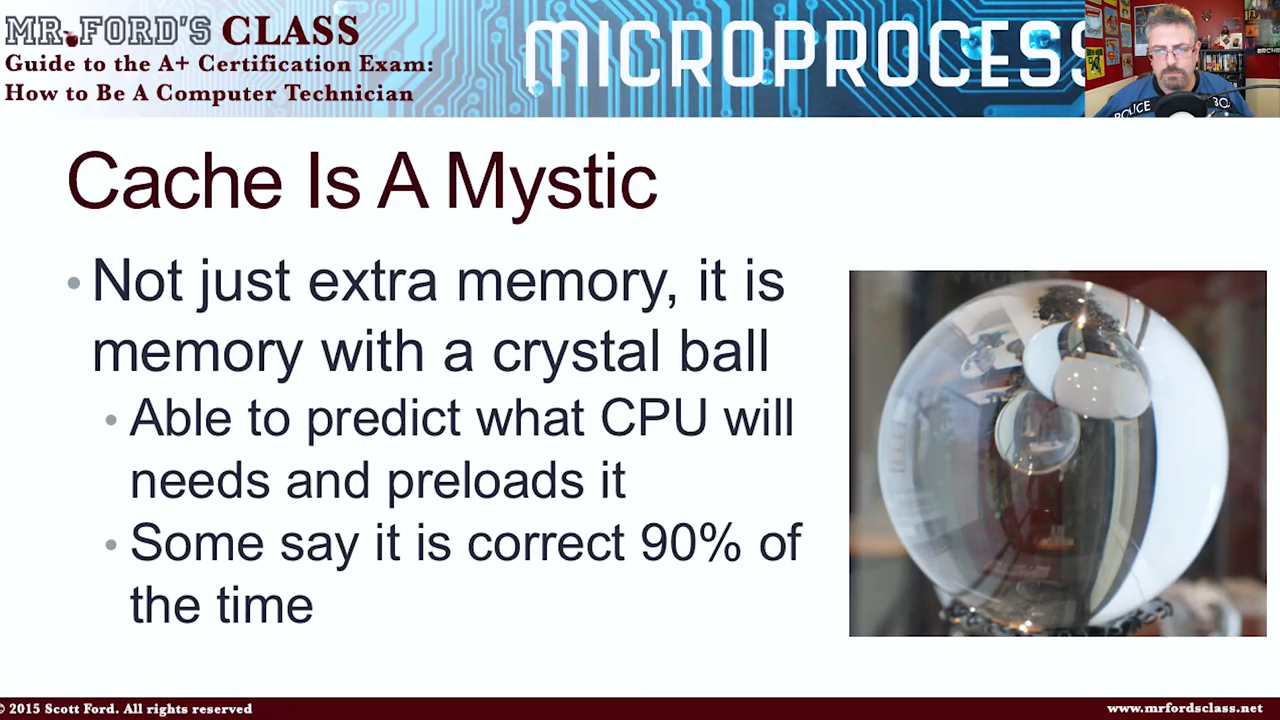 MR.FORD'S CLASS
Guide to the A+ Certification Exam:
How to Be A Computer Technician
MICROPROCESS
POLICE BO
Cache Is A Mystic
• Not just extra memory, it is
memory with a crystal ball
• Able to predict what CPU will
needs and preloads it
• Some say it is correct 90% of
the time
© 2015 Scott Ford. All rights reserved
www.mrfordsclass.net